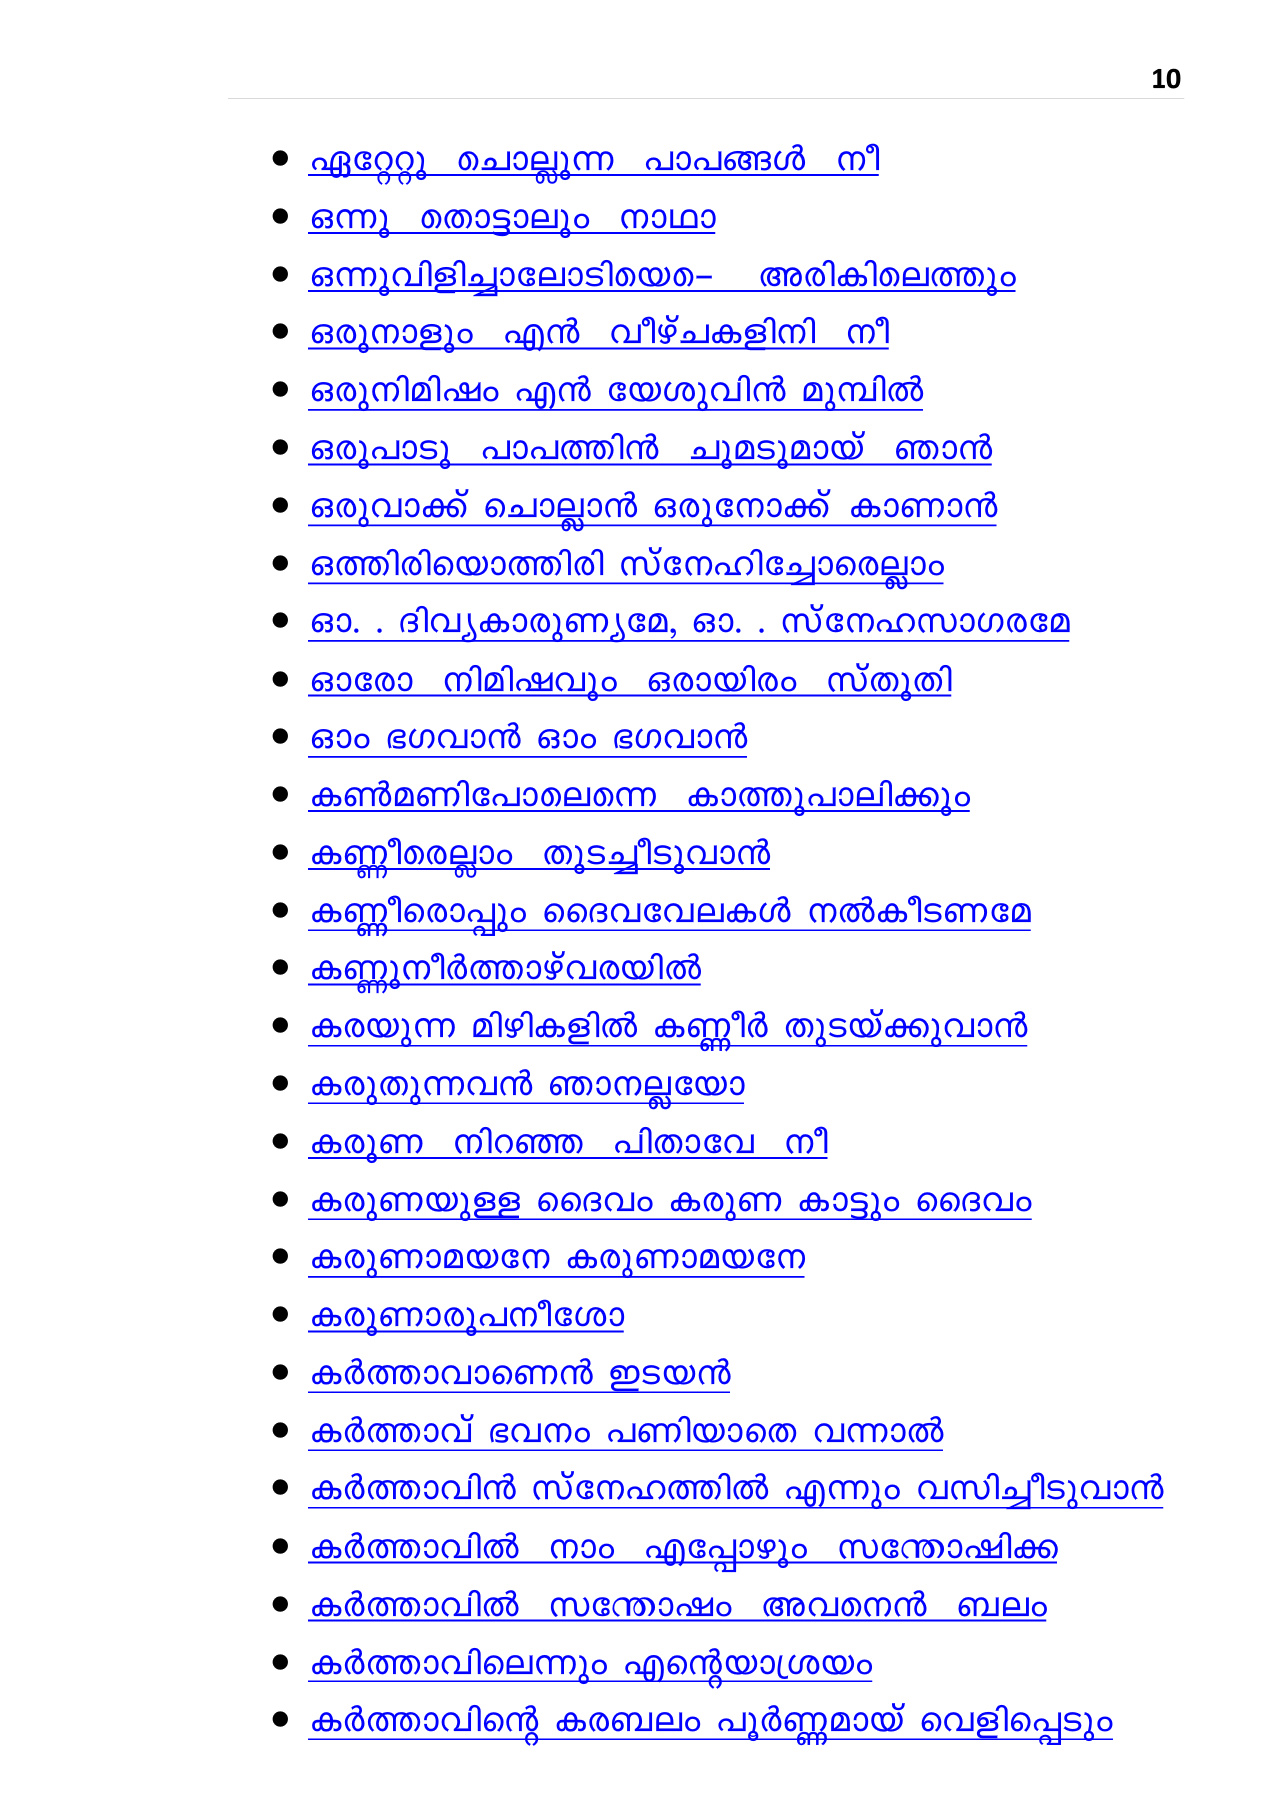 10
ഏറ്റേറ്റു ചൊല്ലുന്ന പാപങ്ങൾ നീ
ഒന്നു തൊട്ടാലും നാഥാ
ഒന്നുവിളിച്ചാലോടിയെെ– അരികിലെത്തും
ഒരുനാളും എൻ വീഴ്ചകളിനി നീ
ഒരുനിമിഷം എൻ യേശുവിൻ മുമ്പിൽ
ഒരുപാടു പാപത്തിൻ ചുമടുമായ് ഞാൻ
ഒരുവാക്ക് ചൊല്ലാൻ ഒരുനോക്ക് കാണാൻ
ഒത്തിരിയൊത്തിരി സ്നേഹിച്ചോരെല്ലാം
ഓ. . ദിവ്യകാരുണ്യമേ, ഓ. . സ്നേഹസാഗരമേ
ഓരോ നിമിഷവും ഒരായിരം സ്തുതി
ഓം ഭഗവാൻ ഓം ഭഗവാൻ
കൺമണിപോലെന്നെ കാത്തുപാലിക്കും
കണ്ണീരെല്ലാം തുടച്ചീടുവാൻ
കണ്ണീരൊപ്പും ദൈവവേലകൾ നൽകീടണമേ
കണ്ണുനീർത്താഴ്‌വരയിൽ
കരയുന്ന മിഴികളിൽ കണ്ണീർ തുടയ്ക്കുവാൻ
കരുതുന്നവൻ ഞാനല്ലയോ
കരുണ നിറഞ്ഞ പിതാവേ നീ
കരുണയുള്ള ദൈവം കരുണ കാട്ടും ദൈവം
കരുണാമയനേ കരുണാമയനേ
കരുണാരൂപനീശോ
കർത്താവാണെൻ ഇടയൻ
കർത്താവ് ഭവനം പണിയാതെ വന്നാൽ
കർത്താവിൻ സ്നേഹത്തിൽ എന്നും വസിച്ചീടുവാൻ
കർത്താവിൽ നാം എപ്പോഴും സന്തോഷിക്ക
കർത്താവിൽ സന്തോഷം അവനെൻ ബലം
കർത്താവിലെന്നും എന്റെയാശ്രയം
കർത്താവിന്റെ കരബലം പൂർണ്ണമായ് വെളിപ്പെടും